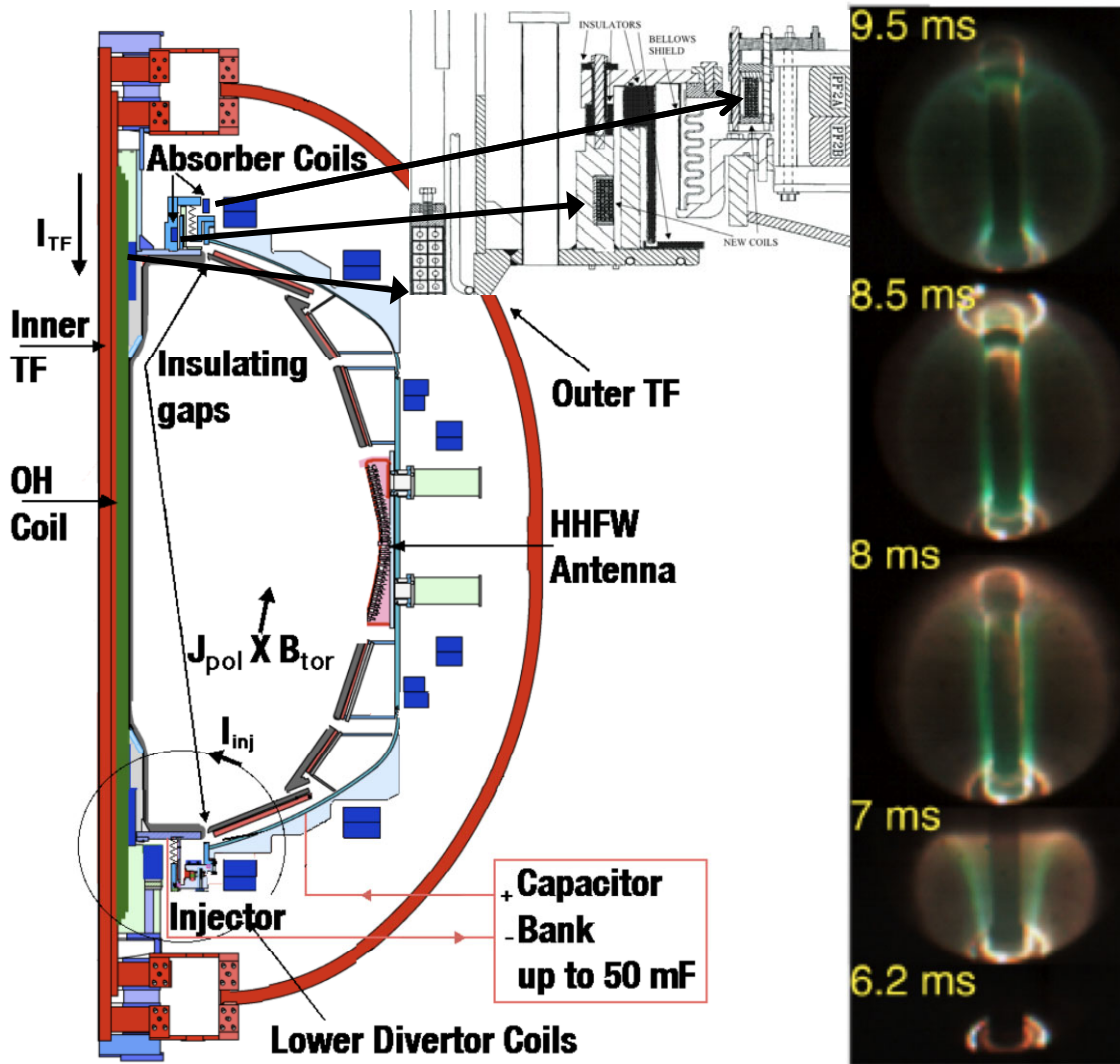 Absorber Coils
I_TF
Inner
TF
OH
Coil
Insulating
gaps
Outer TF
HHFW
Antenna
J_pol X B_tor
I_inj
Injector
+ Capacitor
- Bank
up to 50 mF
Lower Divertor Coils
INSULATORS
BELLOWS
SHIELD
NEW COILS
PF2A
PF2B
9.5 ms
8.5 ms
8 ms
7 ms
6.2 ms